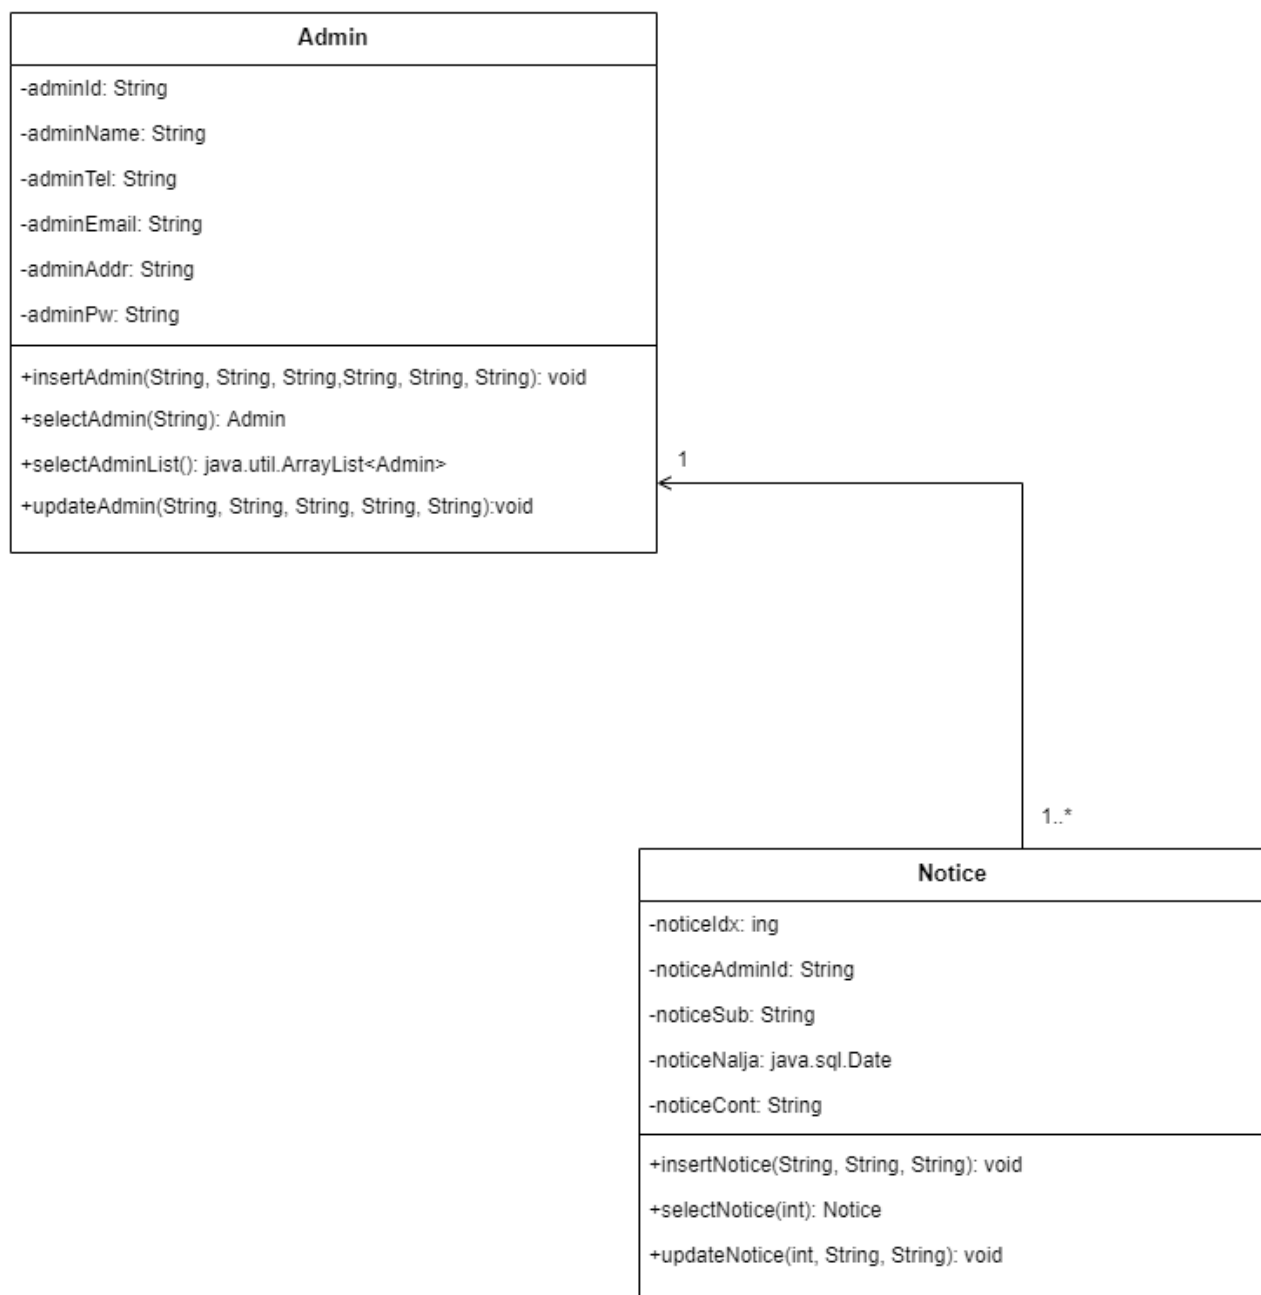 Admin
-adminId: String
-adminName: String
-adminTel: String
-adminEmail: String
-adminAddr: String
-adminPw: String
+insertAdmin(String, String, String,String, String, String): void
+selectAdmin(String): Admin
+selectAdminList(): java.util.ArrayList<Admin>
+updateAdmin(String, String, String, String, String):void
1
1..*
Notice
-noticeIdx: ing
-noticeAdminId: String
-noticeSub: String
-noticeNalja: java.sql.Date
-noticeCont: String
+insertNotice(String, String, String): void
+selectNotice(int): Notice
+updateNotice(int, String, String): void